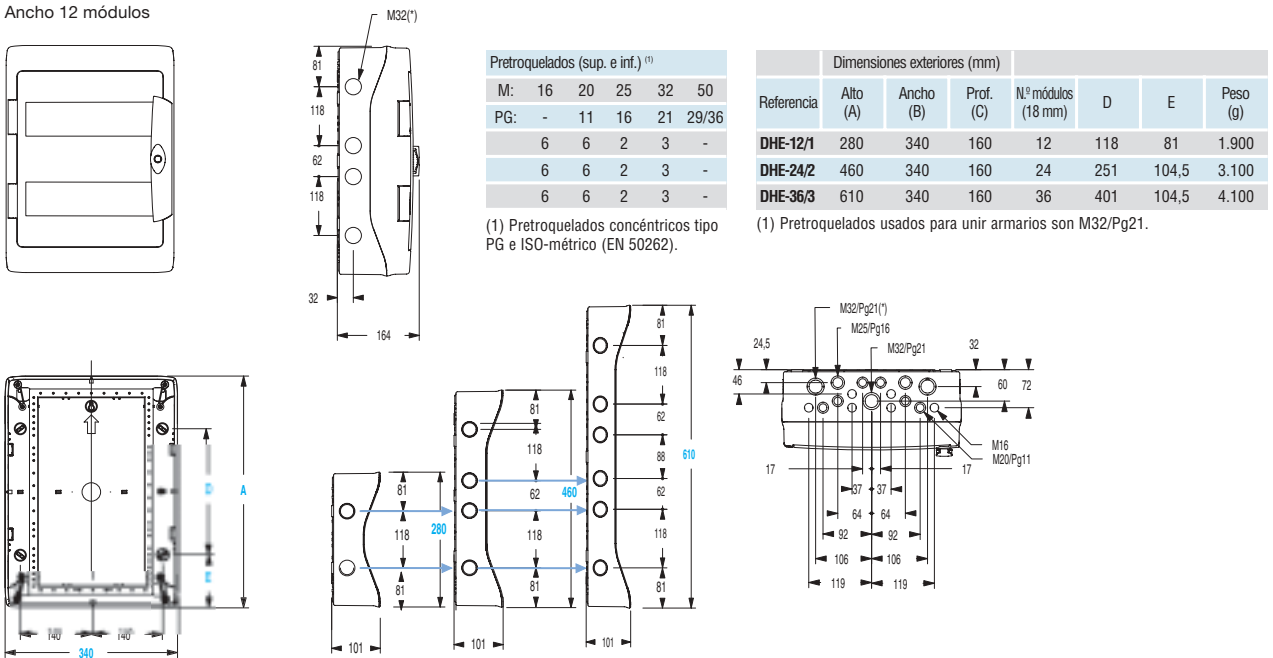 Ancho 12 módulos
M32(*)
81
118
62
118
32
164
Pretroquelados (sup. e inf.) (1)
M: 16 20 25 32 50
PG: - 11 16 21 29/36
6 6 2 3 -
6 6 2 3 -
6 6 2 3 -
(1) Pretroquelados concéntricos tipo
PG e ISO-métrico (EN 50262).
Dimensiones exteriores (mm)
Referencia Alto (A) Ancho (B) Prof. (C) N.º módulos (18 mm) D E Peso (g)
DHE-12/1 280 340 160 12 118 81 1.900
DHE-24/2 460 340 160 24 251 104,5 3.100
DHE-36/3 610 340 160 36 401 104,5 4.100
(1) Pretroquelados usados para unir armarios son M32/Pg21.
A
140 140
340
81
280
118
81
101
81
118
62
460
118
81
101
81
118
62
88
610
62
118
81
101
M32/Pg21(*)
M25/Pg16
M32/Pg21
24,5
32
46
60 72
M16
M20/Pg11
17 17
37 37
64 64
92 92
106 106
119 119